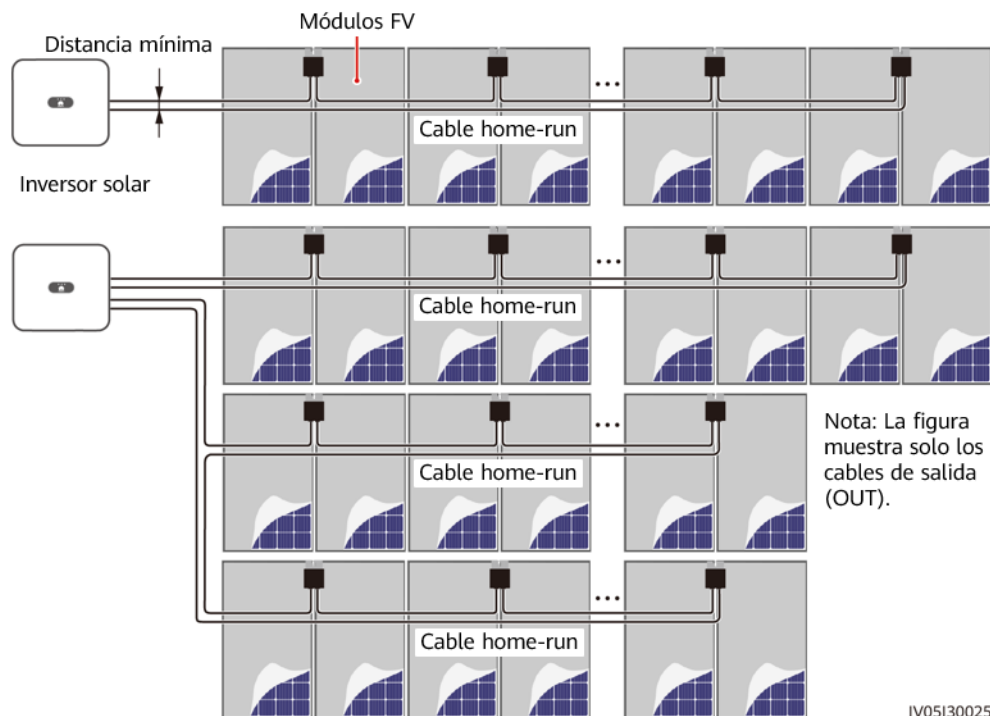 Módulos FV
Distancia mínima
Cable home-run
Inversor solar
Cable home-run
Nota: La figura
muestra solo los
cables de salida
(OUT).
Cable home-run
Cable home-run
IV05I30025